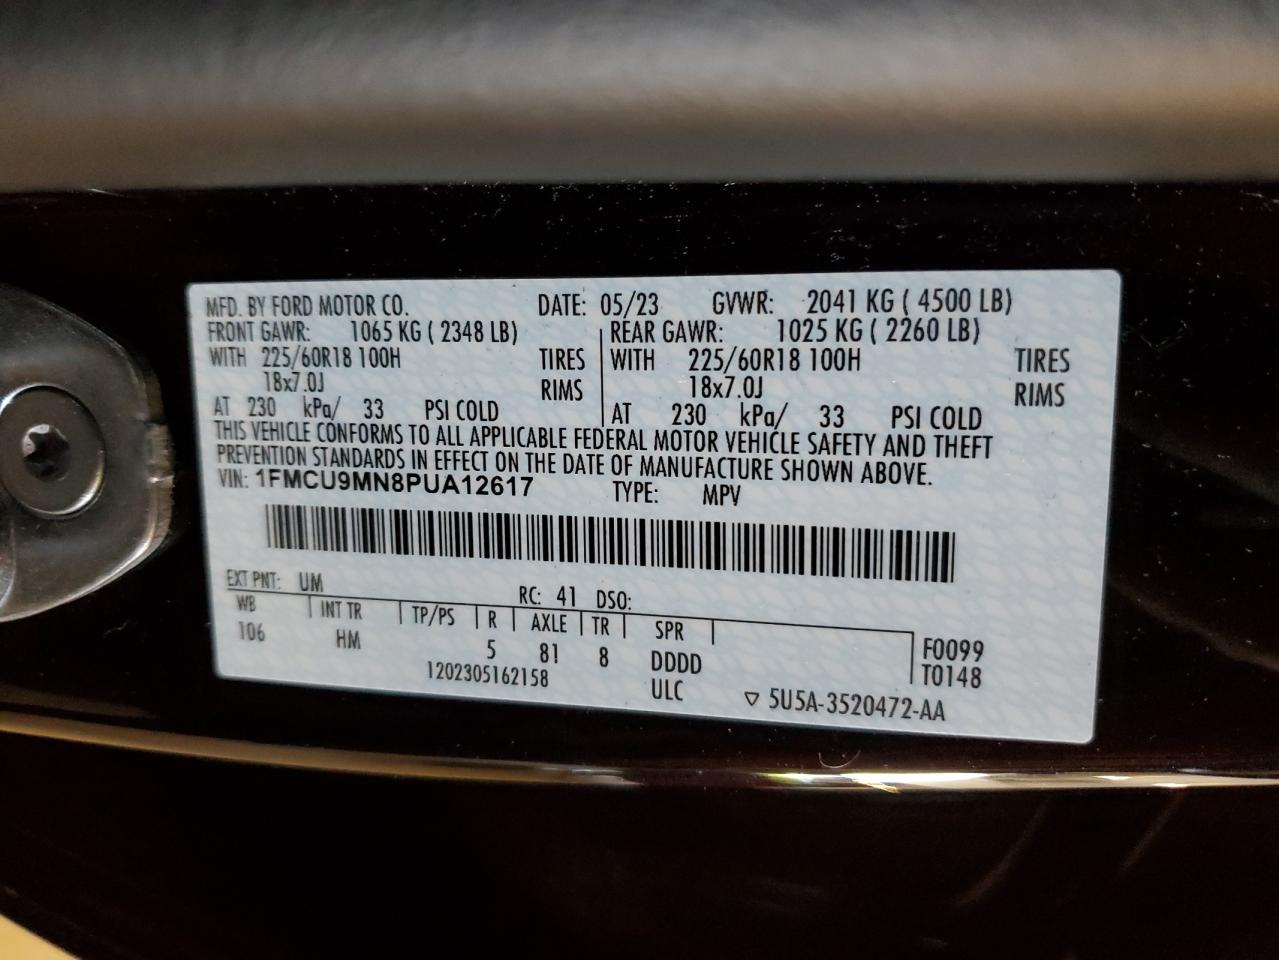 MFD. BY FORD MOTOR CO. DATE: 05/23 GVWR: 2041 KG ( 4500 LB)
FRONT GAWR: 1065 KG ( 2348 LB) REAR GAWR: 1025 KG ( 2260 LB)
WITH 225/60R18 100H TIRES WITH 225/60R18 100H TIRES
18x7.0J RIMS 18x7.0J RIMS
AT 230 kPa/ 33 PSI COLD AT 230 kPa/ 33 PSI COLD
THIS VEHICLE CONFORMS TO ALL APPLICABLE FEDERAL MOTOR VEHICLE SAFETY AND THEFT
PREVENTION STANDARDS IN EFFECT ON THE DATE OF MANUFACTURE SHOWN ABOVE.
VIN: 1FMCU9MN8PUA12617 TYPE: MPV
EXT PNT: UM RC: 41 DSO:
WB INT TR TP/PS R AXLE TR SPR
106 HM 5 81 8 DDDD F0099
1202305162158 ULC T0148
▽ 5U5A-3520472-AA